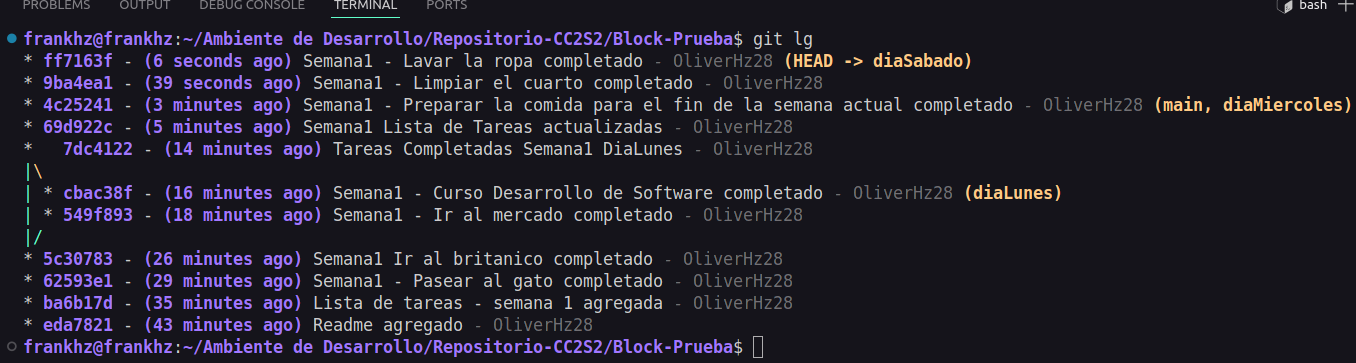 PROBLEMS OUTPUT DEBUG CONSOLE TERMINAL PORTS bash
frankhz@frankhz:~/Ambiente de Desarrollo/Repositorio-CC2S2/Block-Prueba$ git lg
* ff7163f - (6 seconds ago) Semana1 - Lavar la ropa completado - OliverHz28 (HEAD -> diaSabado)
* 9ba4ea1 - (39 seconds ago) Semana1 - Limpiar el cuarto completado - OliverHz28
* 4c25241 - (3 minutes ago) Semana1 - Preparar la comida para el fin de la semana actual completado - OliverHz28 (main, diaMiercoles)
* 69d922c - (5 minutes ago) Semana1 Lista de Tareas actualizadas - OliverHz28
*   7dc4122 - (14 minutes ago) Tareas Completadas Semana1 DiaLunes - OliverHz28
|\
| * cbac38f - (16 minutes ago) Semana1 - Curso Desarrollo de Software completado - OliverHz28 (diaLunes)
| * 549f893 - (18 minutes ago) Semana1 - Ir al mercado completado - OliverHz28
|/
* 5c30783 - (26 minutes ago) Semana1 Ir al britanico completado - OliverHz28
* 62593e1 - (29 minutes ago) Semana1 - Pasear al gato completado - OliverHz28
* ba6b17d - (35 minutes ago) Lista de tareas - semana 1 agregada - OliverHz28
* eda7821 - (43 minutes ago) Readme agregado - OliverHz28
frankhz@frankhz:~/Ambiente de Desarrollo/Repositorio-CC2S2/Block-Prueba$